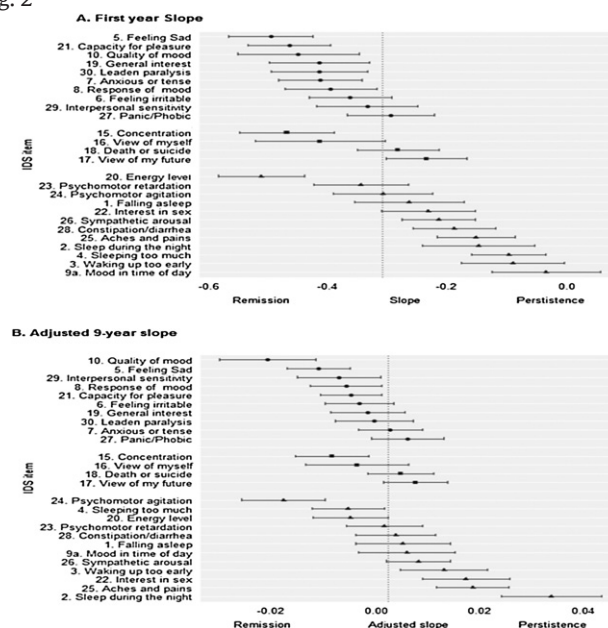 g. 2
A. First year Slope
5. Feeling Sad
21. Capacity for pleasure
10. Quality of mood
19. General interest
30. Leaden paralysis
7. Anxious or tense
8. Response of mood
6. Feeling irritable
29. Interpersonal sensitivity
27. Panic/Phobic
15. Concentration
16. View of myself
18. Death or suicide
17. View of my future
IDS item
20. Energy level
23. Psychomotor retardation
24. Psychomotor agitation
1. Falling asleep
22. Interest in sex
26. Sympathetic arousal
28. Constipation/diarrhea
25. Aches and pains
2. Sleep during the night
4. Sleeping too much
3. Waking up too early
9a. Mood in time of day
-0.6 -0.4 -0.2 0.0
Remission Slope Perstistence
B. Adjusted 9-year slope
10. Quality of mood
5. Feeling Sad
29. Interpersonal sensitivity
8. Response of mood
21. Capacity for pleasure
6. Feeling irritable
19. General interest
30. Leaden paralysis
7. Anxious or tense
27. Panic/Phobic
15. Concentration
16. View of myself
18. Death or suicide
17. View of my future
IDS item
24. Psychomotor agitation
4. Sleeping too much
20. Energy level
23. Psychomotor retardation
28. Constipation/diarrhea
1. Falling asleep
9a. Mood in time of day
26. Sympathetic arousal
3. Waking up too early
22. Interest in sex
25. Aches and pains
2. Sleep during the night
-0.02 0.00 0.02 0.04
Remission Adjusted slope Perstistence